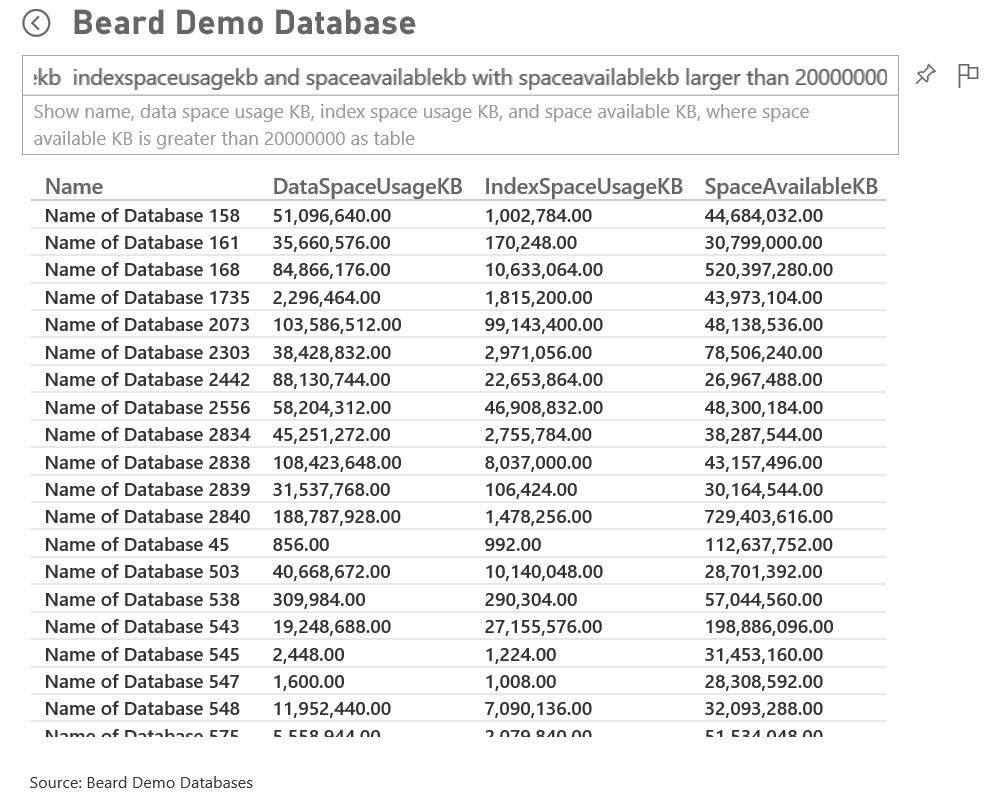 Beard Demo Database
kb indexspaceusagekb and spaceavailablekb with spaceavailablekb larger than 20000000
Show name, data space usage KB, index space usage KB, and space available KB, where space
available KB is greater than 20000000 as table
Name DataSpaceUsageKB IndexSpaceUsageKB SpaceAvailableKB
Name of Database 158 51,096,640.00 1,002,784.00 44,684,032.00
Name of Database 161 35,660,576.00 170,248.00 30,799,000.00
Name of Database 168 84,866,176.00 10,633,064.00 520,397,280.00
Name of Database 1735 2,296,464.00 1,815,200.00 43,973,104.00
Name of Database 2073 103,586,512.00 99,143,400.00 48,138,536.00
Name of Database 2303 38,428,832.00 2,971,056.00 78,506,240.00
Name of Database 2442 88,130,744.00 22,653,864.00 26,967,488.00
Name of Database 2556 58,204,312.00 46,908,832.00 48,300,184.00
Name of Database 2834 45,251,272.00 2,755,784.00 38,287,544.00
Name of Database 2838 108,423,648.00 8,037,000.00 43,157,496.00
Name of Database 2839 31,537,768.00 106,424.00 30,164,544.00
Name of Database 2840 188,787,928.00 1,478,256.00 729,403,616.00
Name of Database 45 856.00 992.00 112,637,752.00
Name of Database 503 40,668,672.00 10,140,048.00 28,701,392.00
Name of Database 538 309,984.00 290,304.00 57,044,560.00
Name of Database 543 19,248,688.00 27,155,576.00 198,886,096.00
Name of Database 545 2,448.00 1,224.00 31,453,160.00
Name of Database 547 1,600.00 1,008.00 28,308,592.00
Name of Database 548 11,952,440.00 7,090,136.00 32,093,288.00
Name of Database 575 5,558,944.00 2,079,840.00 51,534,048.00
Source: Beard Demo Databases